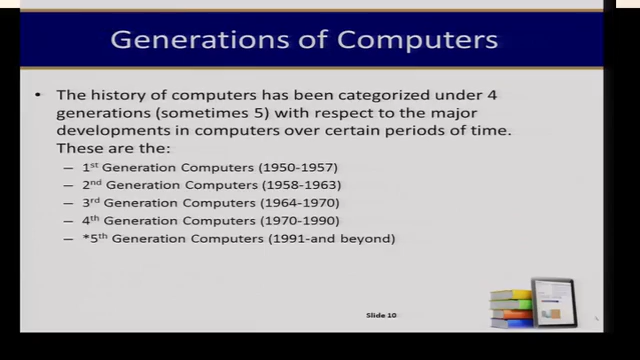 Generations of Computers
• The history of computers has been categorized under 4
generations (sometimes 5) with respect to the major
developments in computers over certain periods of time.
These are the:
– 1st Generation Computers (1950-1957)
– 2nd Generation Computers (1958-1963)
– 3rd Generation Computers (1964-1970)
– 4th Generation Computers (1970-1990)
– *5th Generation Computers (1991-and beyond)
Slide 10